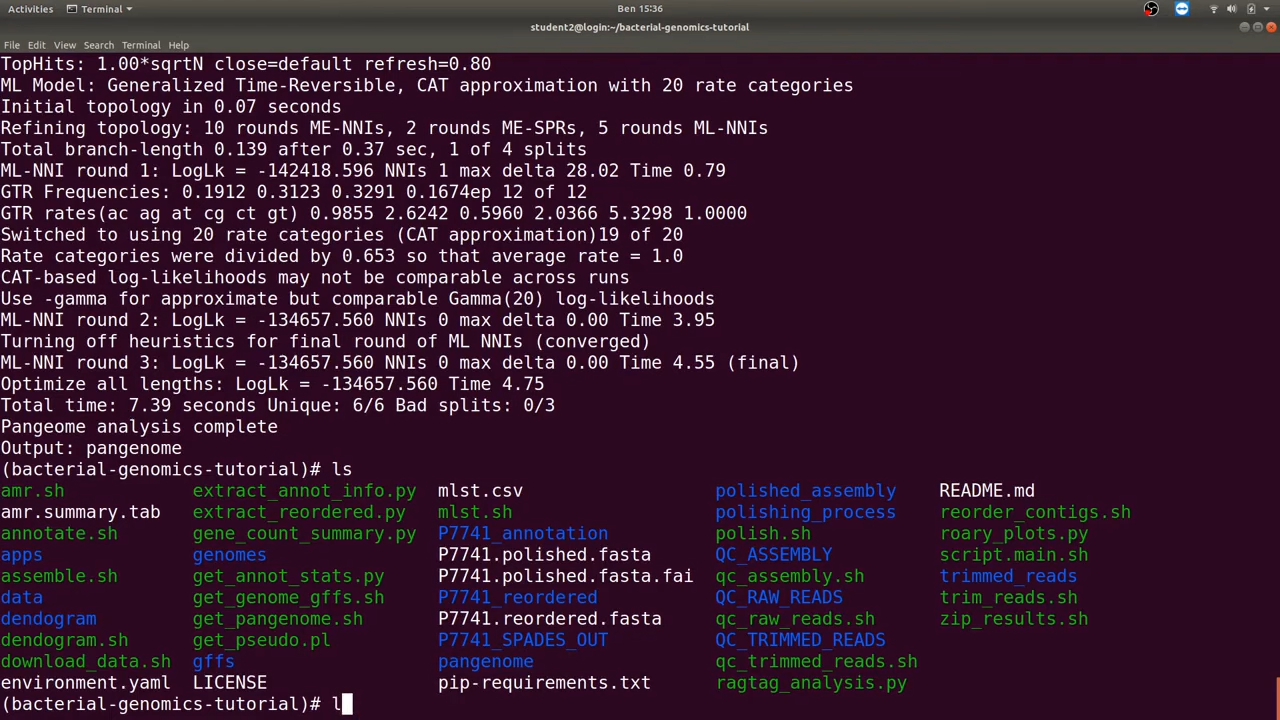 Activities Terminal Ben 15:36
student2@login:~/bacterial-genomics-tutorial
File Edit View Search Terminal Help
TopHits: 1.00*sqrtN close=default refresh=0.80
ML Model: Generalized Time-Reversible, CAT approximation with 20 rate categories
Initial topology in 0.07 seconds
Refining topology: 10 rounds ME-NNIs, 2 rounds ME-SPRs, 5 rounds ML-NNIs
Total branch-length 0.139 after 0.37 sec, 1 of 4 splits
ML-NNI round 1: LogLk = -142418.596 NNIs 1 max delta 28.02 Time 0.79
GTR Frequencies: 0.1912 0.3123 0.3291 0.1674ep 12 of 12
GTR rates(ac ag at cg ct gt) 0.9855 2.6242 0.5960 2.0366 5.3298 1.0000
Switched to using 20 rate categories (CAT approximation)19 of 20
Rate categories were divided by 0.653 so that average rate = 1.0
CAT-based log-likelihoods may not be comparable across runs
Use -gamma for approximate but comparable Gamma(20) log-likelihoods
ML-NNI round 2: LogLk = -134657.560 NNIs 0 max delta 0.00 Time 3.95
Turning off heuristics for final round of ML NNIs (converged)
ML-NNI round 3: LogLk = -134657.560 NNIs 0 max delta 0.00 Time 4.55 (final)
Optimize all lengths: LogLk = -134657.560 Time 4.75
Total time: 7.39 seconds Unique: 6/6 Bad splits: 0/3
Pangeome analysis complete
Output: pangenome
(bacterial-genomics-tutorial)# ls
amr.sh extract_annot_info.py mlst.csv polished_assembly README.md
amr.summary.tab extract_reordered.py mlst.sh polishing_process reorder_contigs.sh
annotate.sh gene_count_summary.py P7741_annotation polish.sh roary_plots.py
apps genomes P7741.polished.fasta QC_ASSEMBLY script.main.sh
assemble.sh get_annot_stats.py P7741.polished.fasta.fai qc_assembly.sh trimmed_reads
data get_genome_gffs.sh P7741_reordered QC_RAW_READS trim_reads.sh
dendogram get_pangenome.sh P7741.reordered.fasta qc_raw_reads.sh zip_results.sh
dendogram.sh get_pseudo.pl P7741_SPADES_OUT QC_TRIMMED_READS
download_data.sh gffs pangenome qc_trimmed_reads.sh
environment.yaml LICENSE pip-requirements.txt ragtag_analysis.py
(bacterial-genomics-tutorial)# l